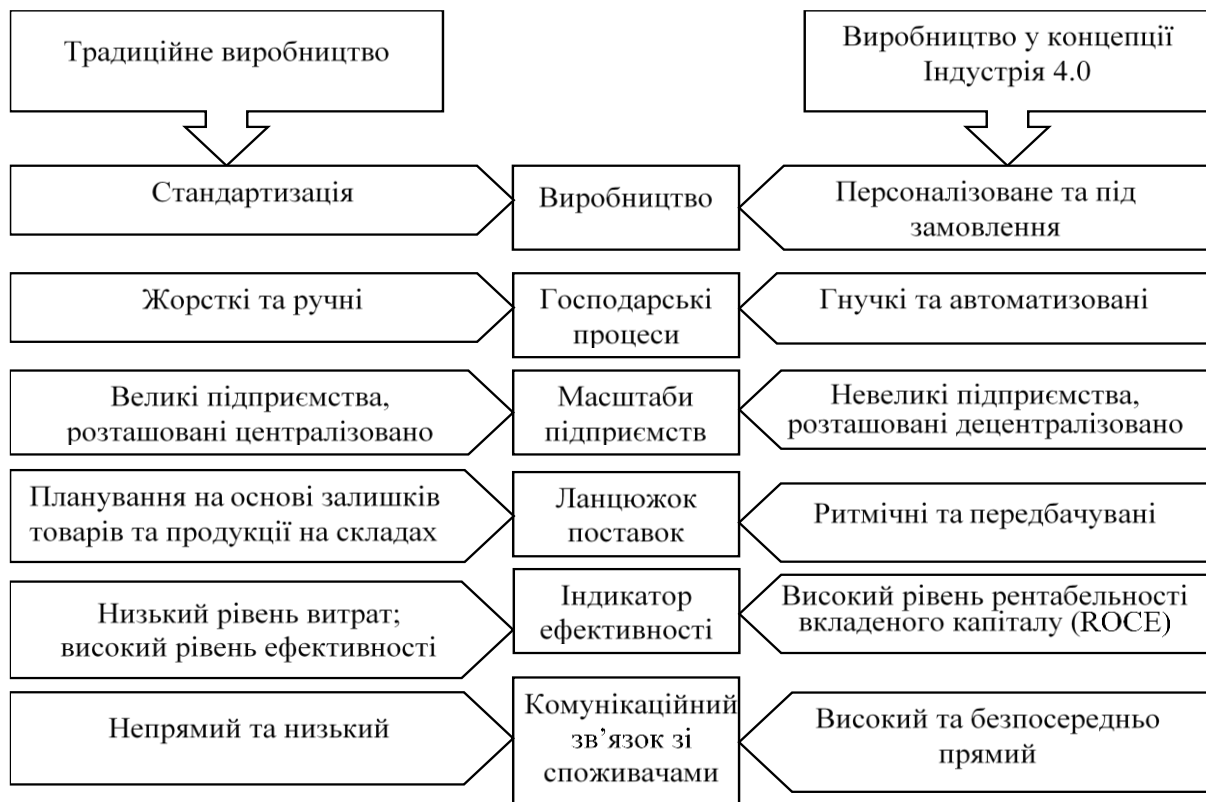 Традиційне виробництво
Виробництво у концепції
Індустрія 4.0
Стандартизація
Виробництво
Персоналізоване та під
замовлення
Жорсткі та ручні
Господарські
процеси
Гнучкі та автоматизовані
Великі підприємства,
розташовані централізовано
Масштаби
підприємств
Невеликі підприємства,
розташовані децентралізовано
Планування на основі залишків
товарів та продукції на складах
Ланцюжок
поставок
Ритмічні та передбачувані
Низький рівень витрат;
високий рівень ефективності
Індикатор
ефективності
Високий рівень рентабельності
вкладеного капіталу (ROCE)
Непрямий та низький
Комунікаційний
зв’язок зі
споживачами
Високий та безпосередньо
прямий